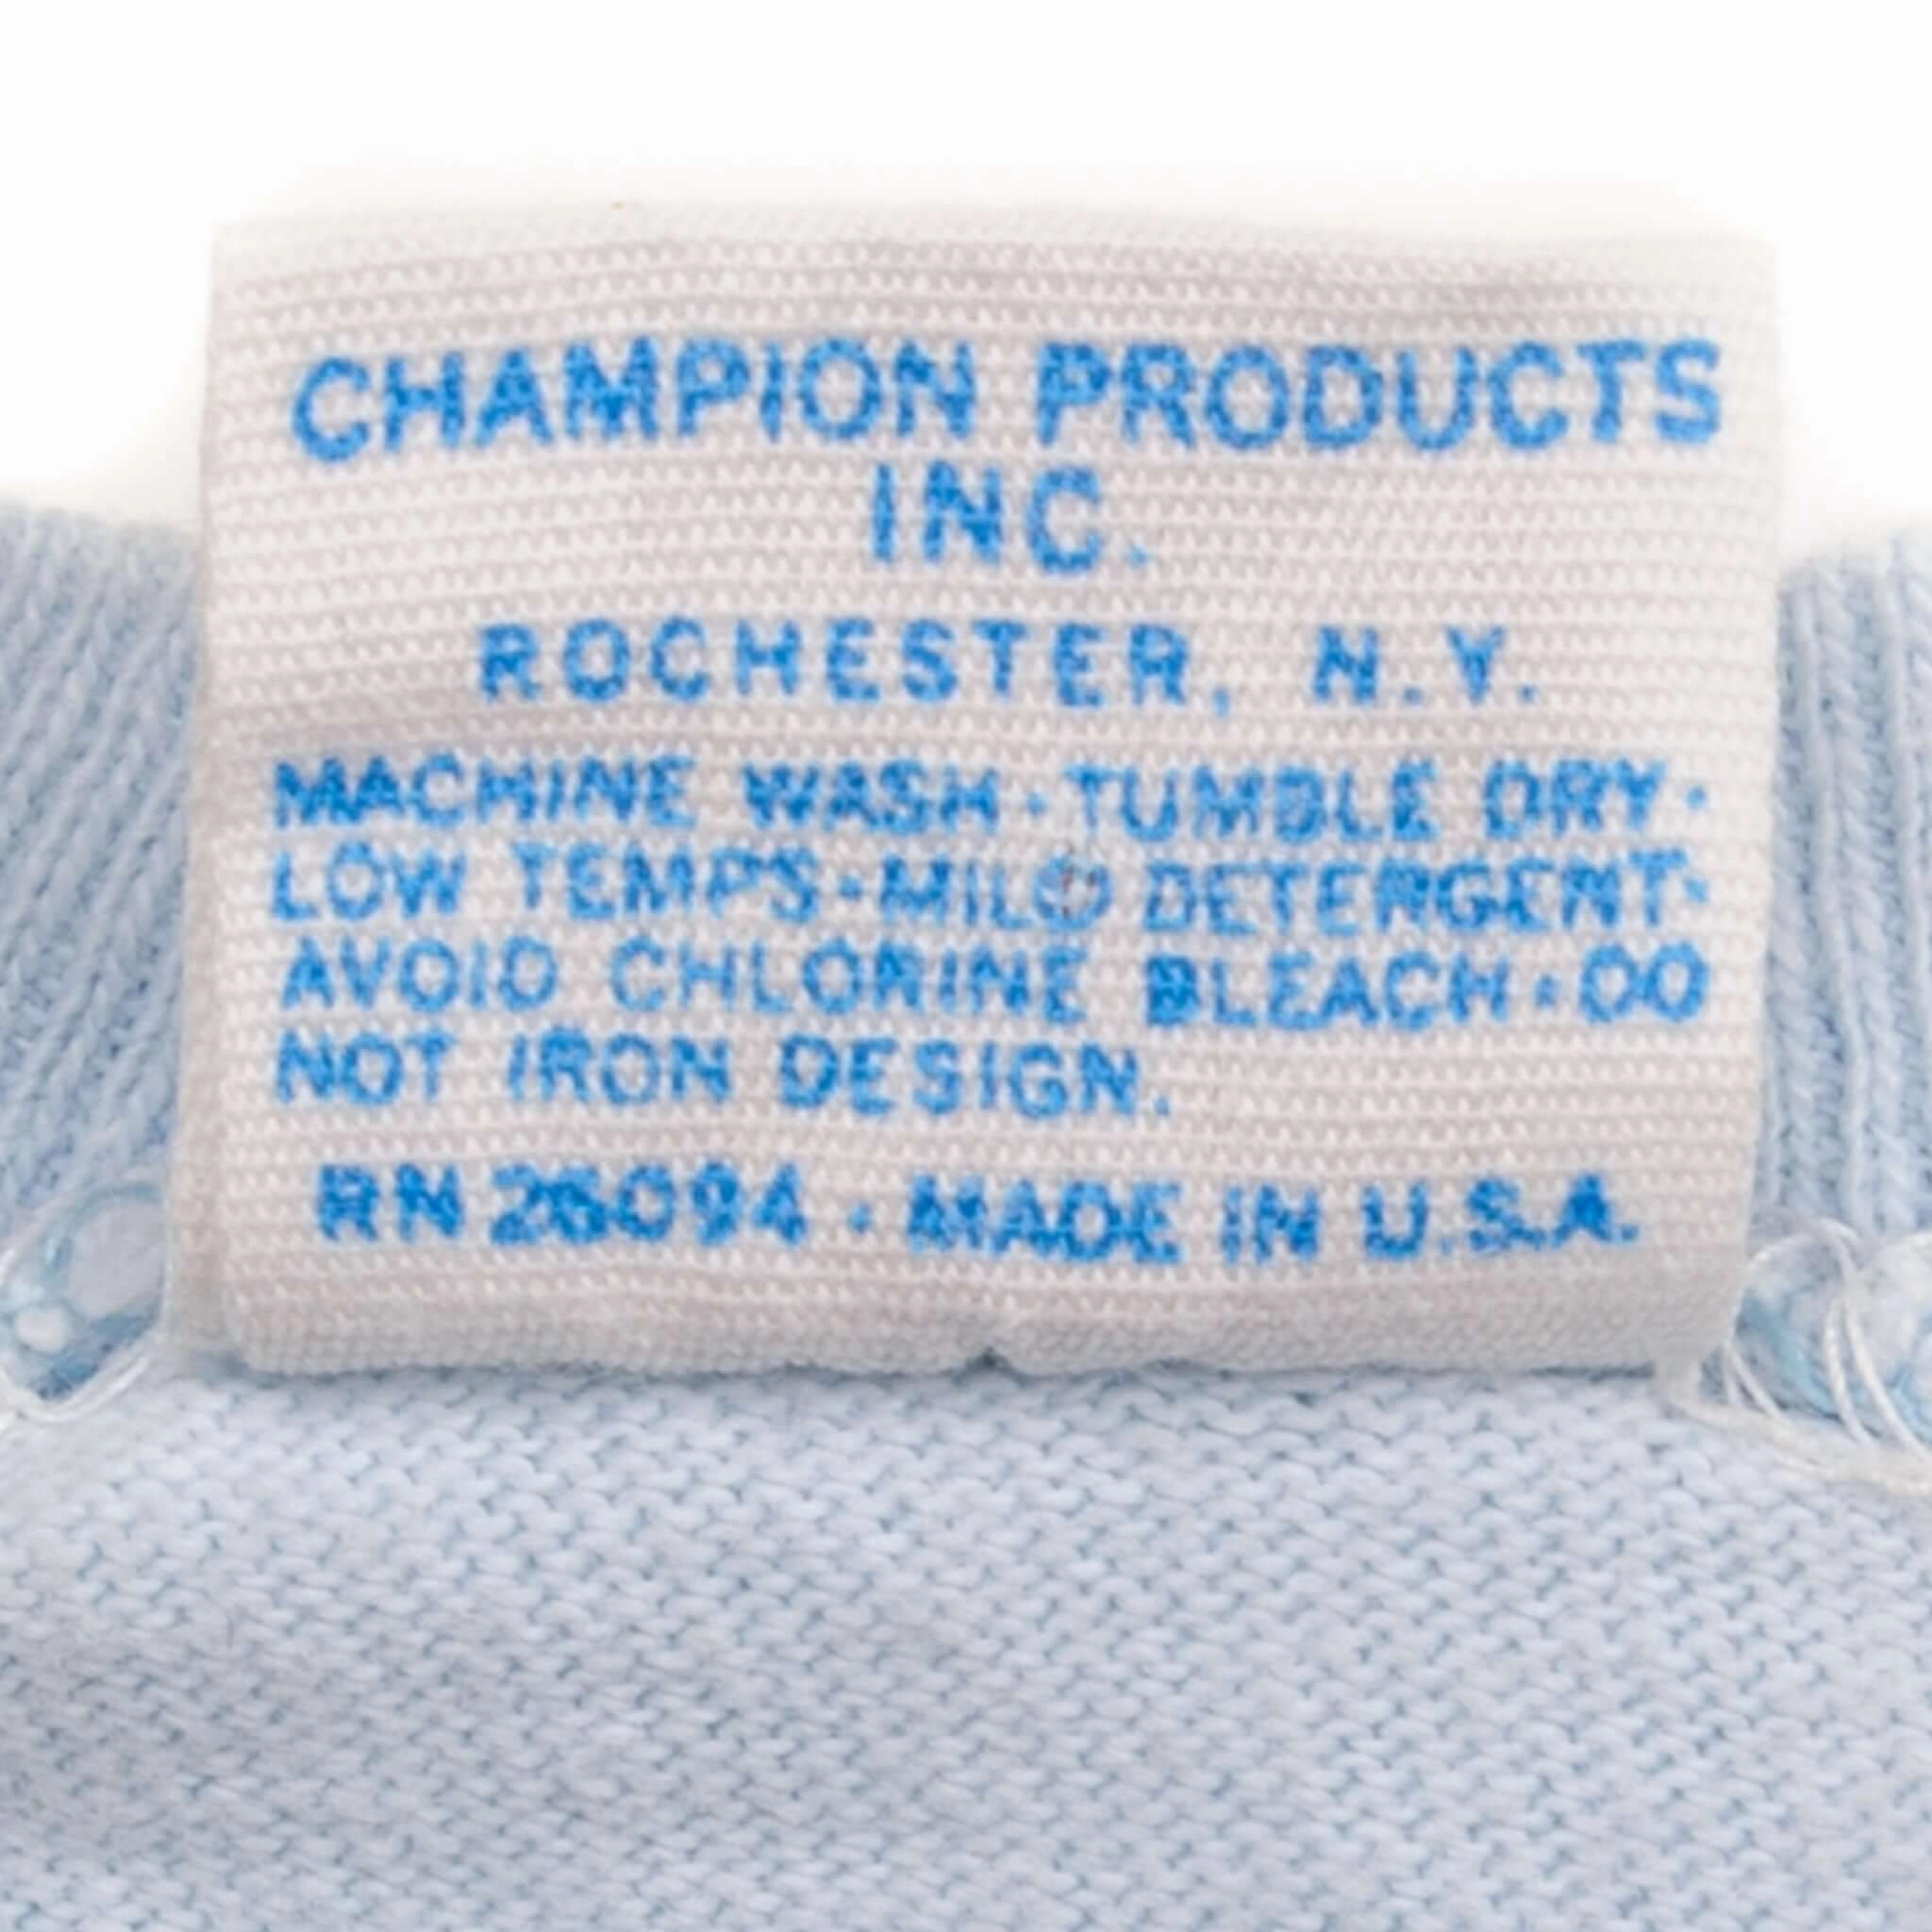 CHAMPION PRODUCTS
INC.
ROCHESTER, N.Y.
MACHINE WASH·TUMBLE DRY·
LOW TEMPS·MILD DETERGENT·
AVOID CHLORINE BLEACH·DO
NOT IRON DESIGN.
RN 26094 · MADE IN U.S.A.